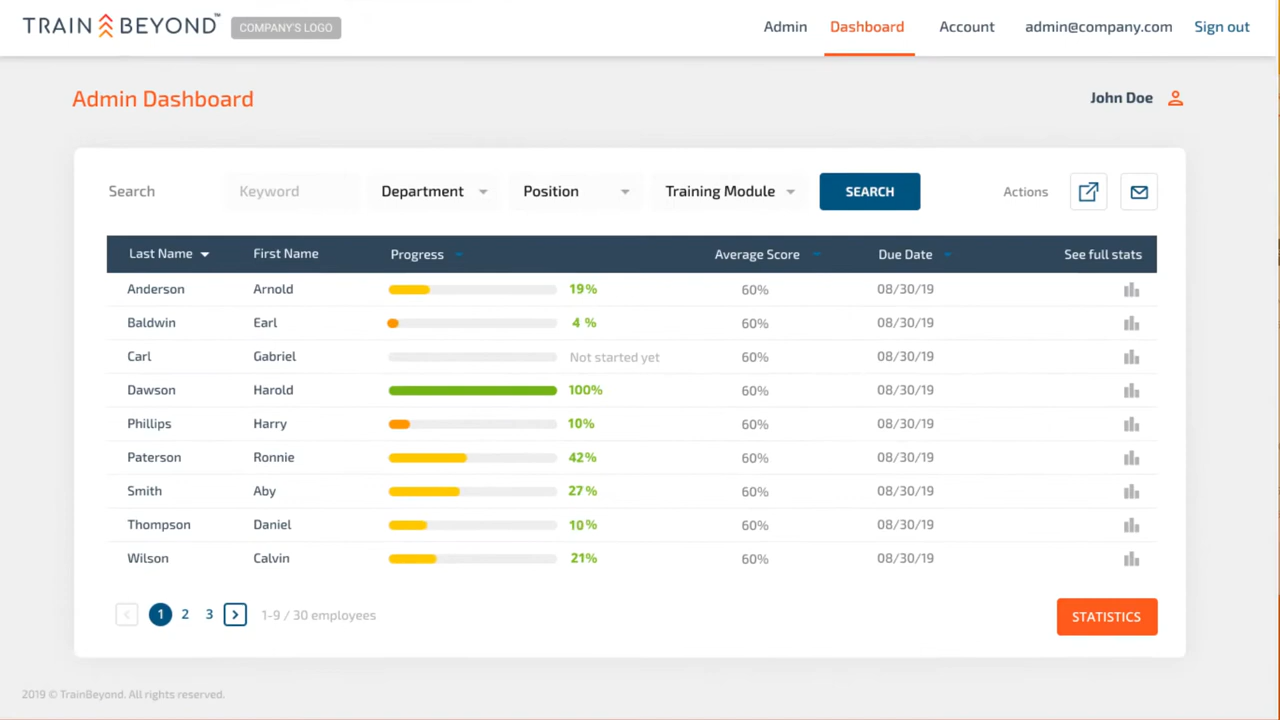 TRAIN BEYOND™ COMPANY'S LOGO Admin Dashboard Account admin@company.com Sign out
Admin Dashboard John Doe
Search Keyword Department Position Training Module SEARCH Actions
Last Name First Name Progress Average Score Due Date See full stats
Anderson Arnold 19% 60% 08/30/19
Baldwin Earl 4 % 60% 08/30/19
Carl Gabriel Not started yet 60% 08/30/19
Dawson Harold 100% 60% 08/30/19
Phillips Harry 10% 60% 08/30/19
Paterson Ronnie 42% 60% 08/30/19
Smith Aby 27% 60% 08/30/19
Thompson Daniel 10% 60% 08/30/19
Wilson Calvin 21% 60% 08/30/19
1 2 3 1-9 / 30 employees STATISTICS
2019 © TrainBeyond. All rights reserved.